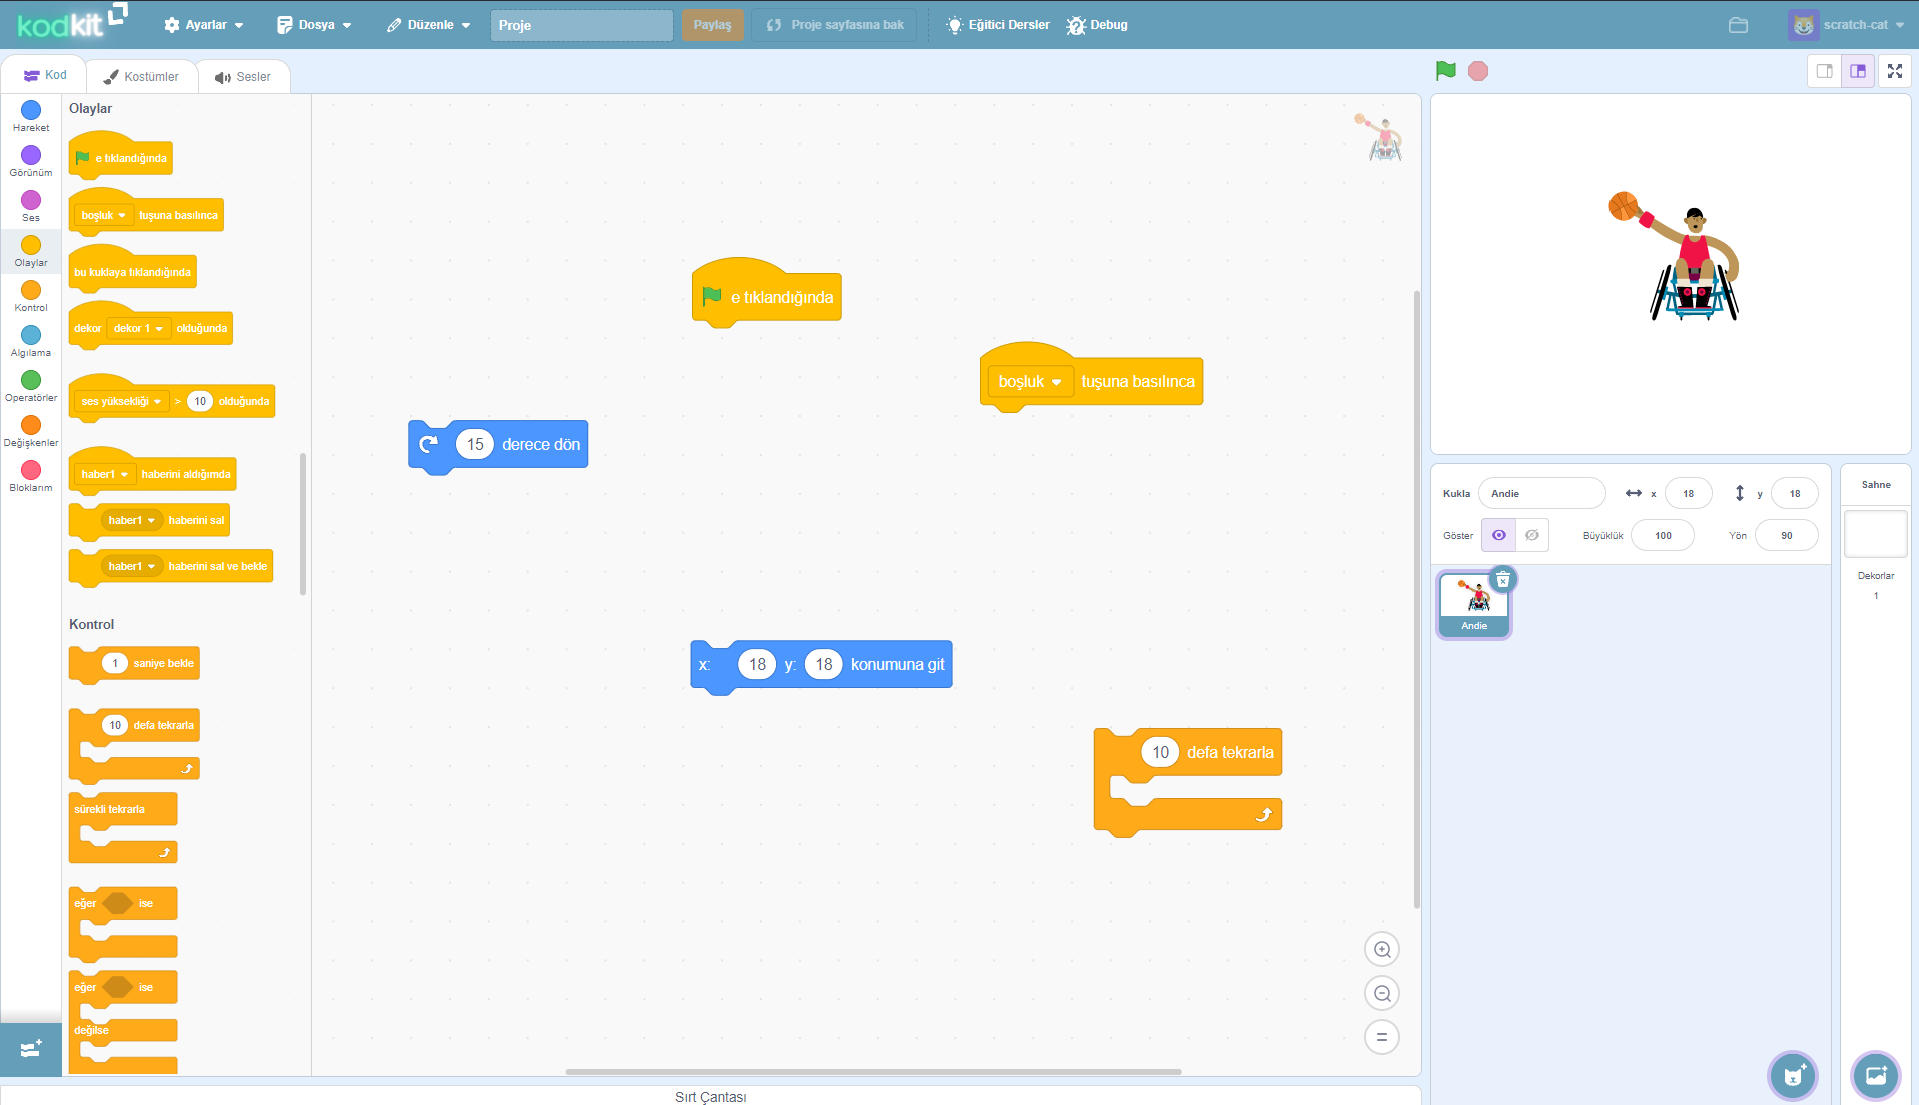 kodkit
Ayarlar
Dosya
Düzenle
Proje
Paylaş
Proje sayfasına bak
Eğitici Dersler
Debug
scratch-cat
Kod
Kostümler
Sesler
Hareket
Görünüm
Ses
Olaylar
Kontrol
Algılama
Operatörler
Değişkenler
Bloklarım
Olaylar
e tıklandığında
boşluk tuşuna basılınca
bu kuklaya tıklandığında
dekor dekor 1 olduğunda
ses yüksekliği > 10 olduğunda
haber1 haberini aldığımda
haber1 haberini sal
haber1 haberini sal ve bekle
Kontrol
1 saniye bekle
10 defa tekrarla
sürekli tekrarla
eğer ise
eğer ise
değilse
e tıklandığında
boşluk tuşuna basılınca
15 derece dön
x: 18 y: 18 konumuna git
10 defa tekrarla
Sırt Çantası
Kukla Andie x 18 y 18
Göster Büyüklük 100 Yön 90
Andie
Sahne
Dekorlar
1